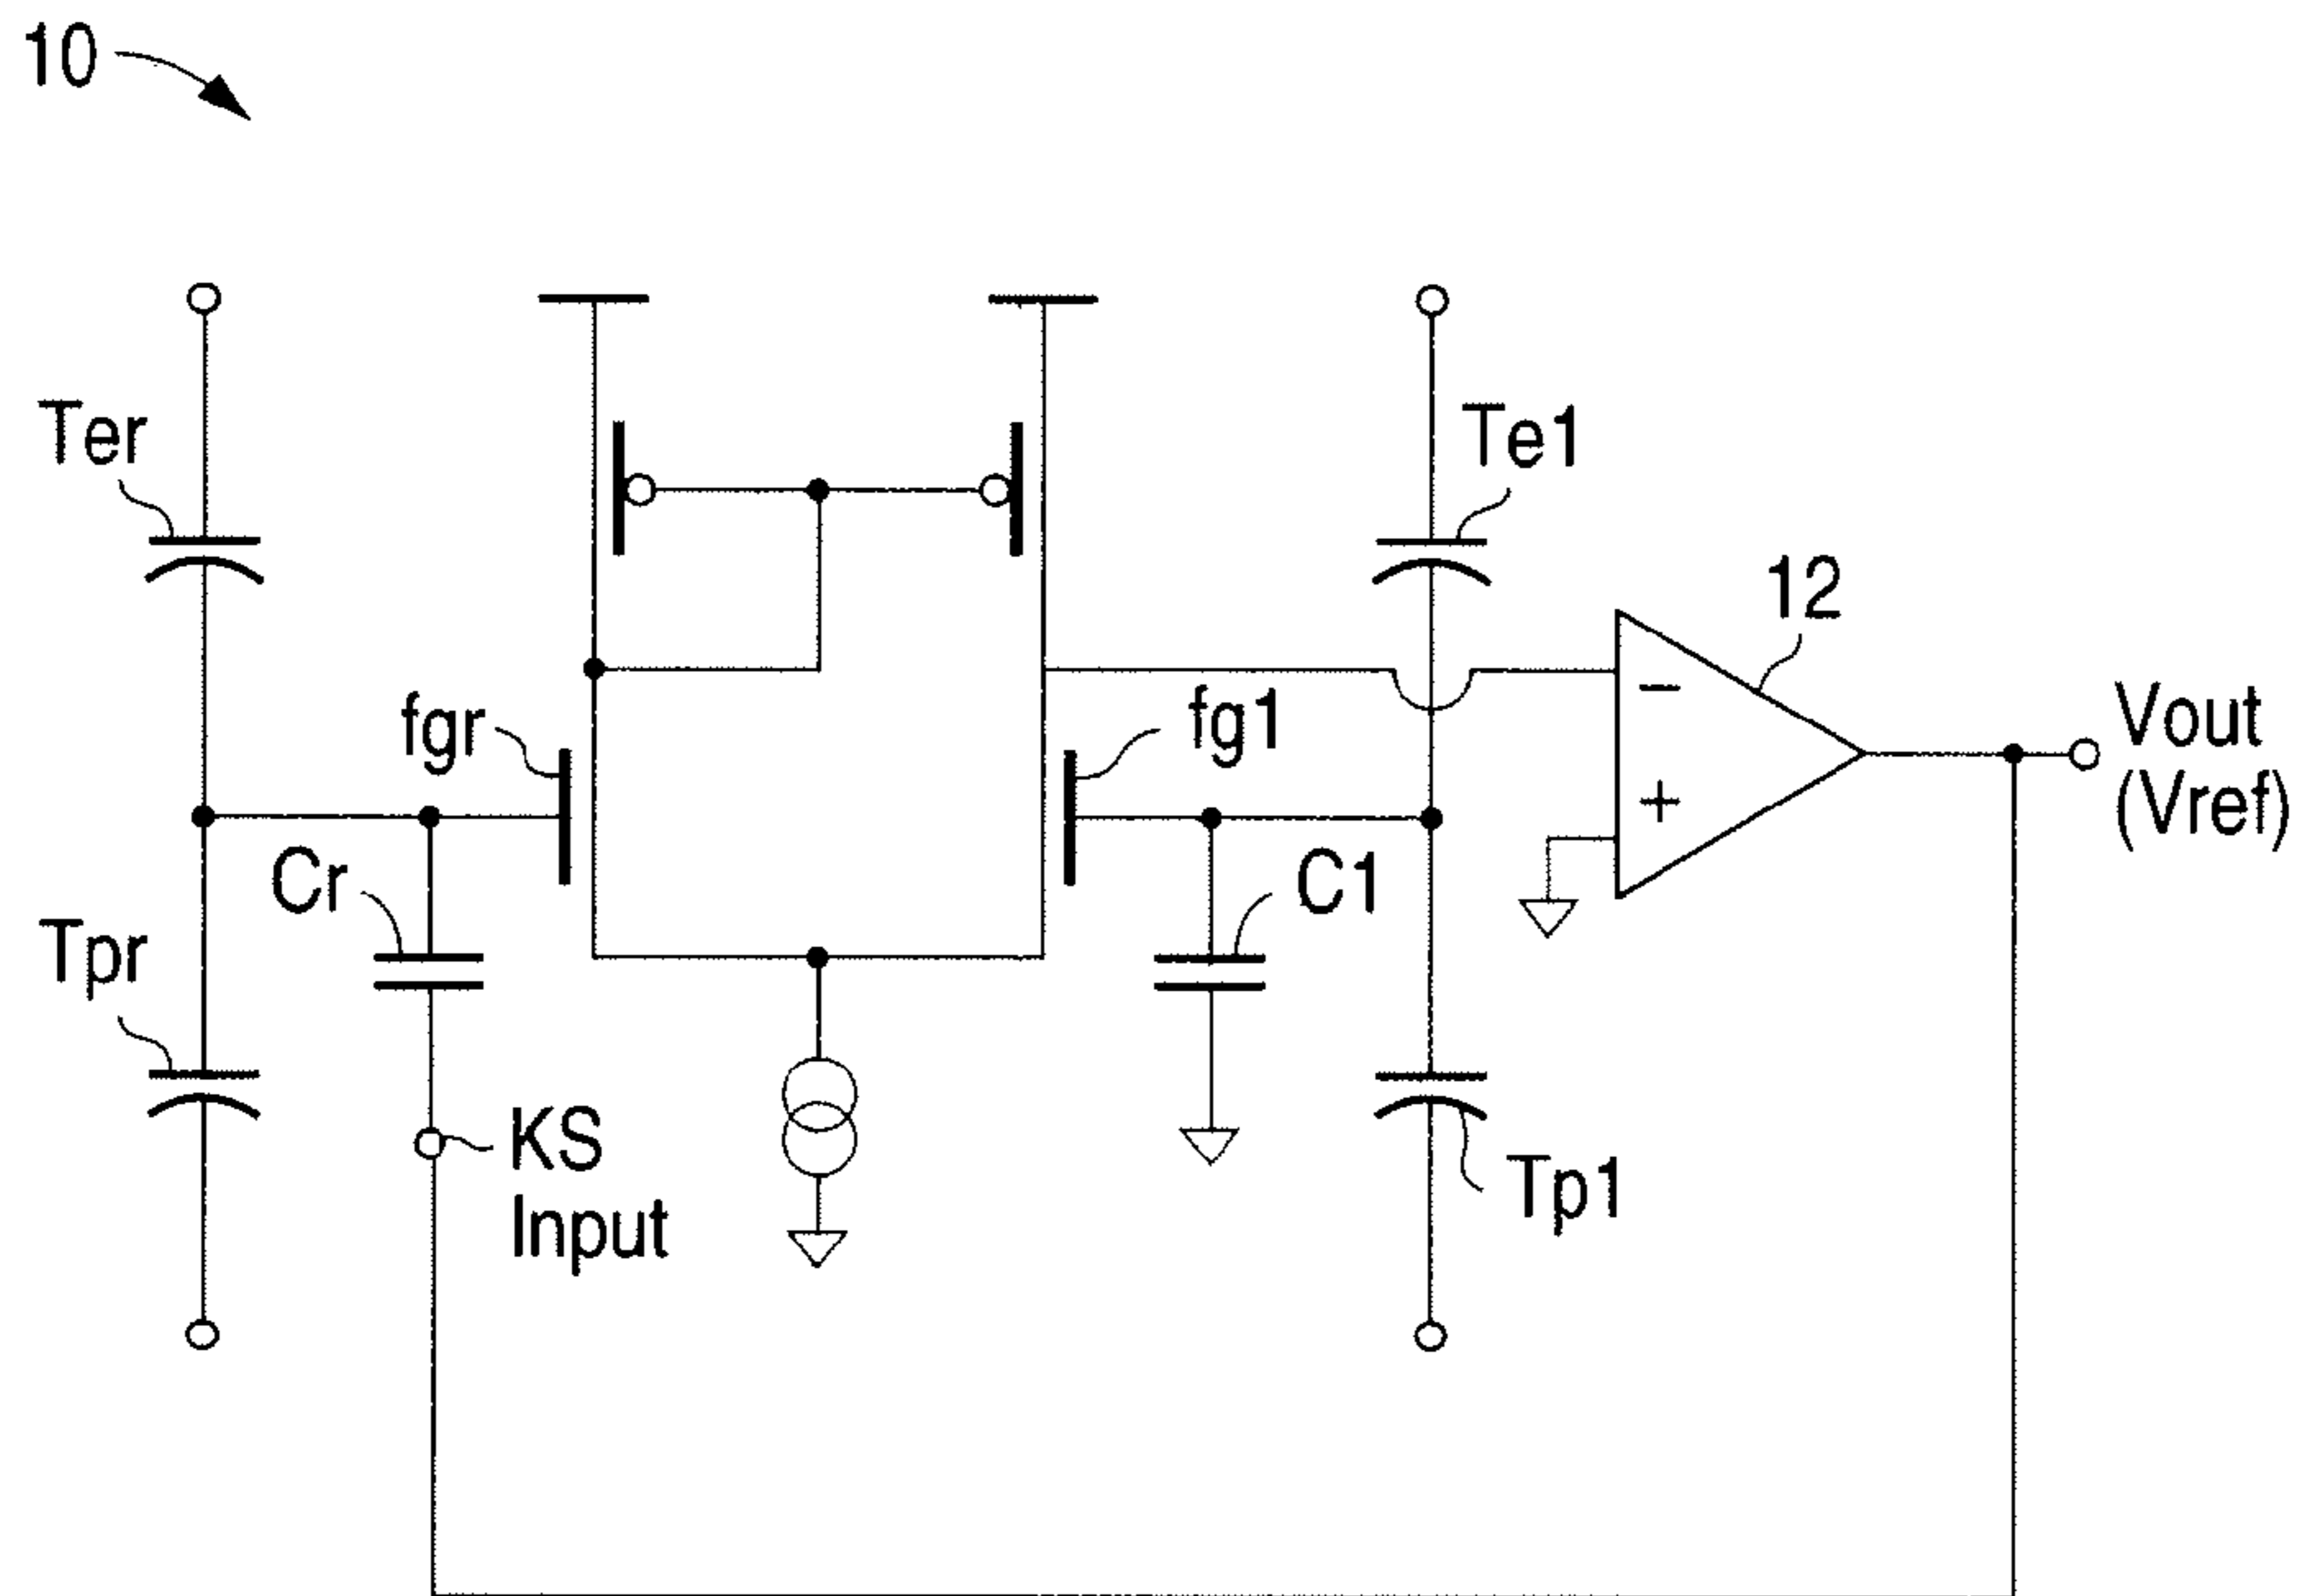 10
Ter
Te1
12
fgr
fg1
−
+
Vout
(Vref)
Cr
C1
Tpr
KS
Input
Tp1